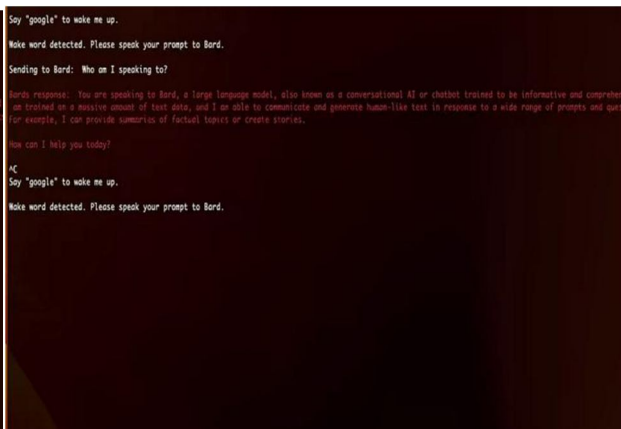 Say "google" to wake me up.
Wake word detected. Please speak your prompt to Bard.
Sending to Bard: Who am I speaking to?
Bards response: You are speaking to Bard, a large language model, also known as a conversational AI or chatbot trained to be informative and comprehen
am trained on a massive amount of text data, and I am able to communicate and generate human-like text in response to a wide range of prompts and ques
For example, I can provide summaries of factual topics or create stories.
How can I help you today?
^C
Say "google" to wake me up.
Wake word detected. Please speak your prompt to Bard.